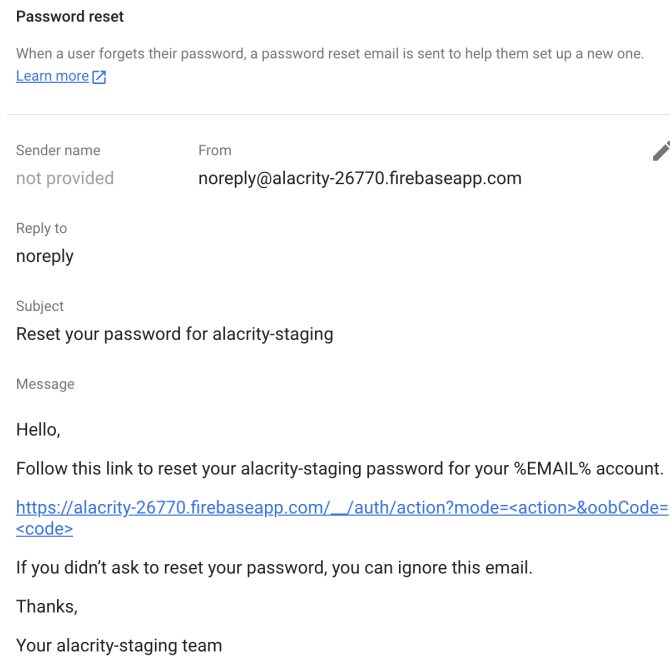 Password reset
When a user forgets their password, a password reset email is sent to help them set up a new one.
Learn more
Sender name
From
not provided
noreply@alacrity-26770.firebaseapp.com
Reply to
noreply
Subject
Reset your password for alacrity-staging
Message
Hello,
Follow this link to reset your alacrity-staging password for your %EMAIL% account.
https://alacrity-26770.firebaseapp.com/__/auth/action?mode=<action>&oobCode=
<code>
If you didn’t ask to reset your password, you can ignore this email.
Thanks,
Your alacrity-staging team